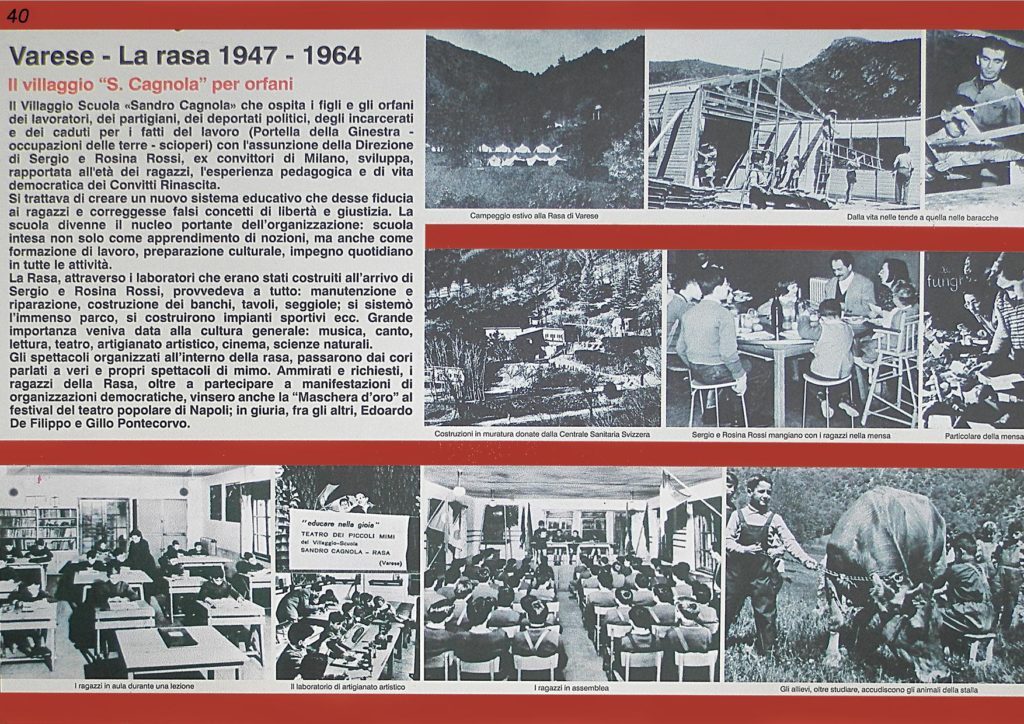 40
Varese - La rasa 1947 - 1964
Il villaggio “S. Cagnola” per orfani
Il Villaggio Scuola «Sandro Cagnola» che ospita i figli e gli orfani
dei lavoratori, dei partigiani, dei deportati politici, degli incarcerati
e dei caduti per i fatti del lavoro (Portella della Ginestra -
occupazioni delle terre - scioperi) con l'assunzione della Direzione
di Sergio e Rosina Rossi, ex convittori di Milano, sviluppa,
rapportata all'età dei ragazzi, l'esperienza pedagogica e di vita
democratica dei Convitti Rinascita.
Si trattava di creare un nuovo sistema educativo che desse fiducia
ai ragazzi e correggesse falsi concetti di libertà e giustizia. La
scuola divenne il nucleo portante dell’organizzazione: scuola
intesa non solo come apprendimento di nozioni, ma anche come
formazione di lavoro, preparazione culturale, impegno quotidiano
in tutte le attività.
La Rasa, attraverso i laboratori che erano stati costruiti all’arrivo di
Sergio e Rosina Rossi, provvedeva a tutto: manutenzione e
riparazione, costruzione dei banchi, tavoli, seggiole; si sistemò
l’immenso parco, si costruirono impianti sportivi ecc. Grande
importanza veniva data alla cultura generale: musica, canto,
lettura, teatro, artigianato artistico, cinema, scienze naturali.
Gli spettacoli organizzati all’interno della rasa, passarono dai cori
parlati a veri e propri spettacoli di mimo. Ammirati e richiesti, i
ragazzi della Rasa, oltre a partecipare a manifestazioni di
organizzazioni democratiche, vinsero anche la “Maschera d’oro” al
festival del teatro popolare di Napoli; in giuria, fra gli altri, Edoardo
De Filippo e Gillo Pontecorvo.
Campeggio estivo alla Rasa di Varese
Dalla vita nelle tende a quella nelle baracche
fungr
Costruzioni in muratura donate dalla Centrale Sanitaria Svizzera
Sergio e Rosina Rossi mangiano con i ragazzi nella mensa
Particolare della mensa
"educare nella gioia"
TEATRO DEI PICCOLI MIMI
del Villaggio-Scuola
SANDRO CAGNOLA - RASA
(Varese)
I ragazzi in aula durante una lezione
Il laboratorio di artigianato artistico
I ragazzi in assemblea
Gli allievi, oltre studiare, accudiscono gli animali della stalla